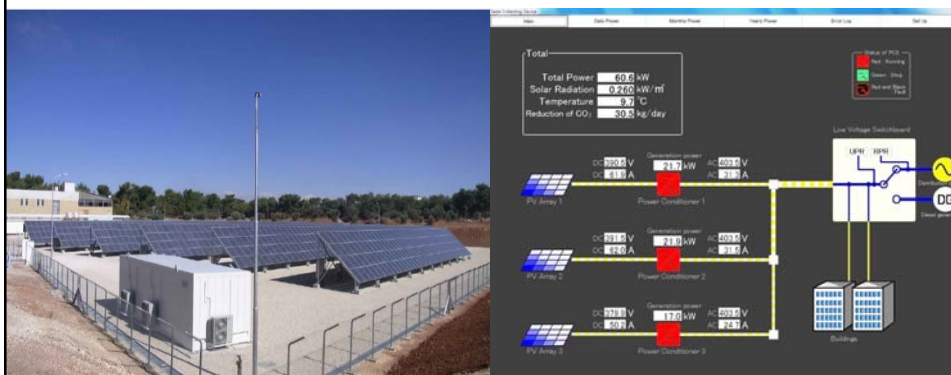 Main Daily Power Monthly Power Yearly Power Error Log Set Up
Total
Total Power 60.6 kW
Solar Radiation 0.260 kW/㎡
Temperature 9.7 ℃
Reduction of CO₂ 30.5 kg/day
Status of PCS
Red : Running
Green : Stop
Red and Black :
Fault
Low Voltage Switchboard
UPR RPR
DG
DC 390.5 V
DC 61.9 A
Generation power
21.7 kW
AC 403.5 V
AC 31.3 A
PV Array 1
Power Conditioner 1
DC 391.5 V
DC 62.0 A
Generation power
21.9 kW
AC 403.5 V
AC 31.5 A
PV Array 2
Power Conditioner 2
DC 379.9 V
DC 50.2 A
Generation power
17.0 kW
AC 403.5 V
AC 24.7 A
PV Array 3
Power Conditioner 3
Buildings